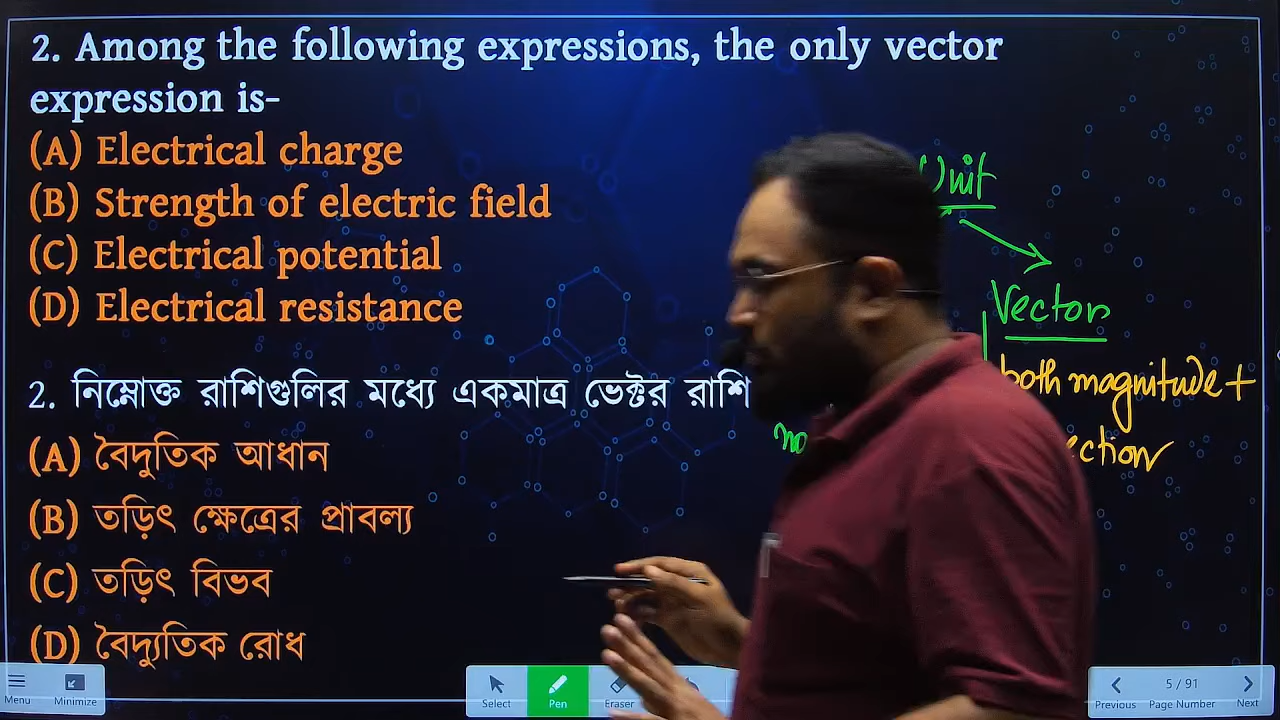 2. Among the following expressions, the only vector
expression is-
(A) Electrical charge
(B) Strength of electric field
(C) Electrical potential
(D) Electrical resistance
2. নিম্নোক্ত রাশিগুলির মধ্যে একমাত্র ভেক্টর রাশি
(A) বৈদুতিক আধান
(B) তড়িৎ ক্ষেত্রের প্রাবল্য
(C) তড়িৎ বিভব
(D) বৈদ্যুতিক রোধ
Unit
Vector
both magnitude +
Menu
Minimize
Select
Pen
Eraser
Previous
5 / 91
Page Number
Next